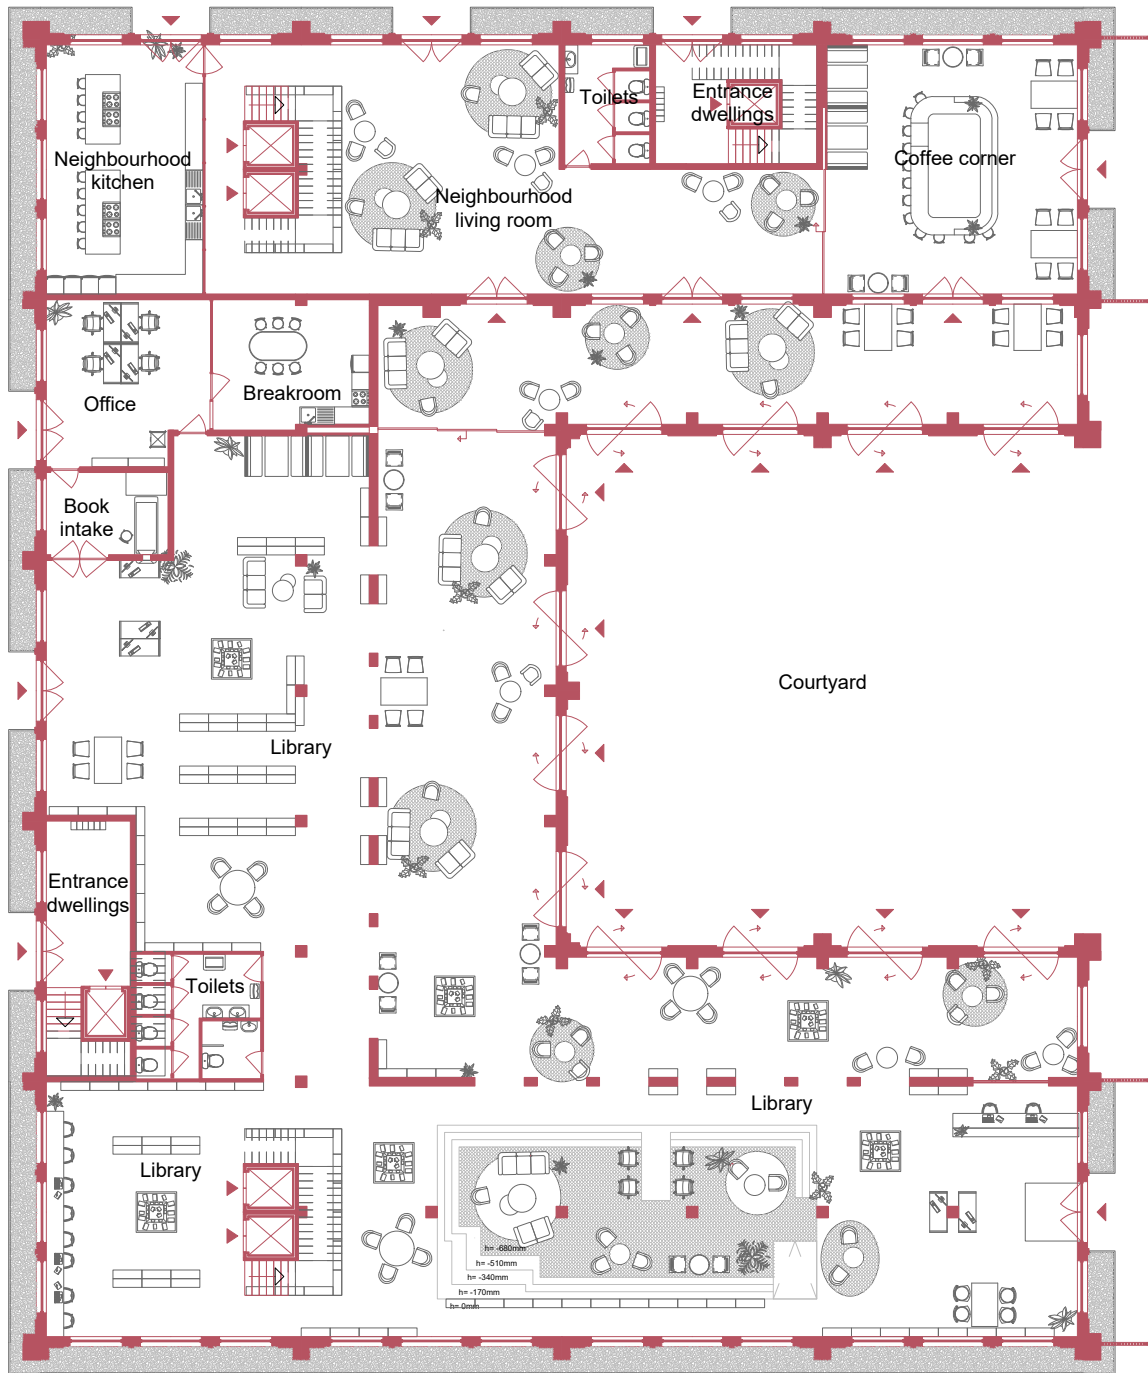 Toilets
Entrance
dwellings
Neighbourhood
kitchen
Coffee corner
Neighbourhood
living room
Breakroom
Office
Book
intake
Courtyard
Library
Entrance
dwellings
Toilets
Library
Library
h= -680mm
h= -510mm
h= -340mm
h= -170mm
h= 0mm